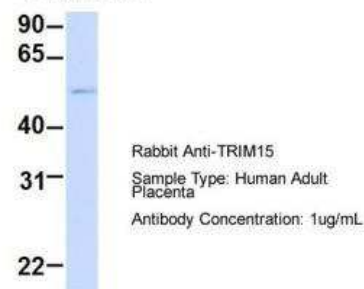 90
65
40
31
22
Rabbit Anti-TRIM15
Sample Type: Human Adult
Placenta
Antibody Concentration: 1ug/mL